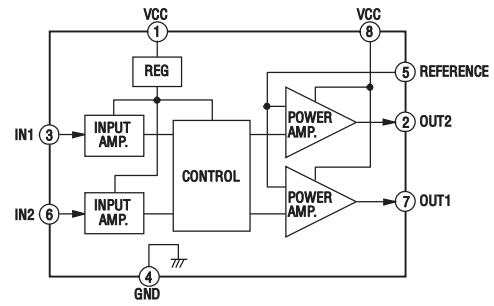 VCC
VCC
1
8
REG
5 REFERENCE
IN1 3
INPUT
AMP.
POWER
AMP.
2 OUT2
CONTROL
IN2 6
INPUT
AMP.
POWER
AMP.
7 OUT1
4
GND